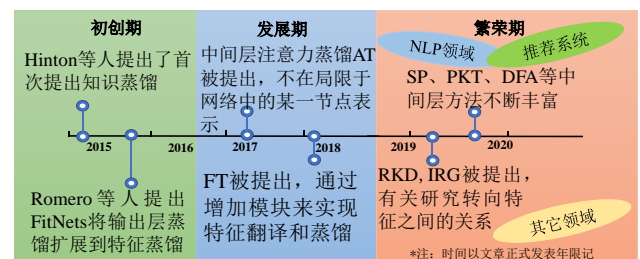 初创期
发展期
繁荣期
Hinton等人提出了首
次提出知识蒸馏
中间层注意力蒸馏AT
被提出，不在局限于
网络中的某一节点表
示
NLP领域
推荐系统
SP、PKT、DFA等中
间层方法不断丰富
2015
2016
2017
2018
2019
2020
Romero等人提出
FitNets将输出层蒸
馏扩展到特征蒸馏
FT被提出，通过
增加模块来实现
特征翻译和蒸馏
RKD, IRG被提出，
有关研究转向特
征之间的关系
其它领域
*注：时间以文章正式发表年限记